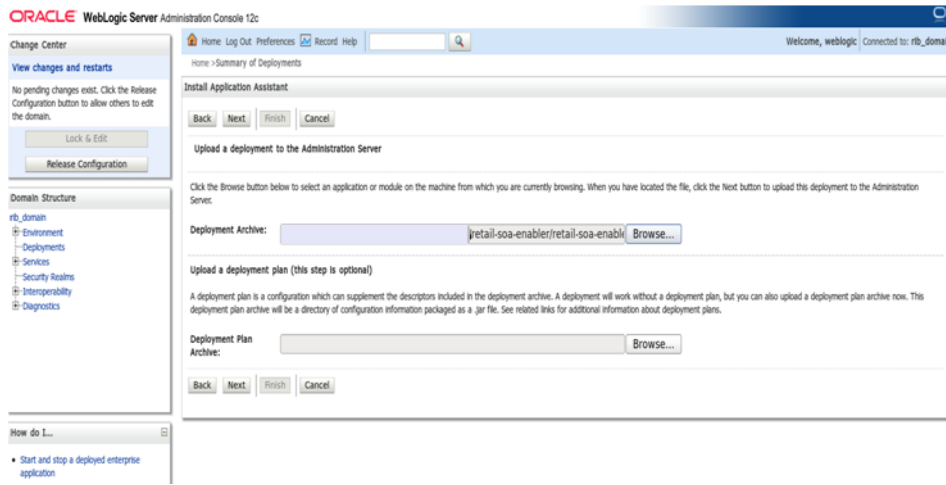 ORACLE WebLogic Server Administration Console 12c
Change Center
View changes and restarts
No pending changes exist. Click the Release
Configuration button to allow others to edit
the domain.
Lock & Edit
Release Configuration
Domain Structure
rib_domain
Environment
Deployments
Services
Security Realms
Interoperability
Diagnostics
How do I...
Start and stop a deployed enterprise
application
Home Log Out Preferences Record Help
Welcome, weblogic Connected to: rib_domai
Home >Summary of Deployments
Install Application Assistant
Back Next Finish Cancel
Upload a deployment to the Administration Server
Click the Browse button below to select an application or module on the machine from which you are currently browsing. When you have located the file, click the Next button to upload this deployment to the Administration
Server.
Deployment Archive: /retail-soa-enabler/retail-soa-enable Browse...
Upload a deployment plan (this step is optional)
A deployment plan is a configuration which can supplement the descriptors included in the deployment archive. A deployment will work without a deployment plan, but you can also upload a deployment plan archive now. This
deployment plan archive will be a directory of configuration information packaged as a .jar file. See related links for additional information about deployment plans.
Deployment Plan
Archive: Browse...
Back Next Finish Cancel